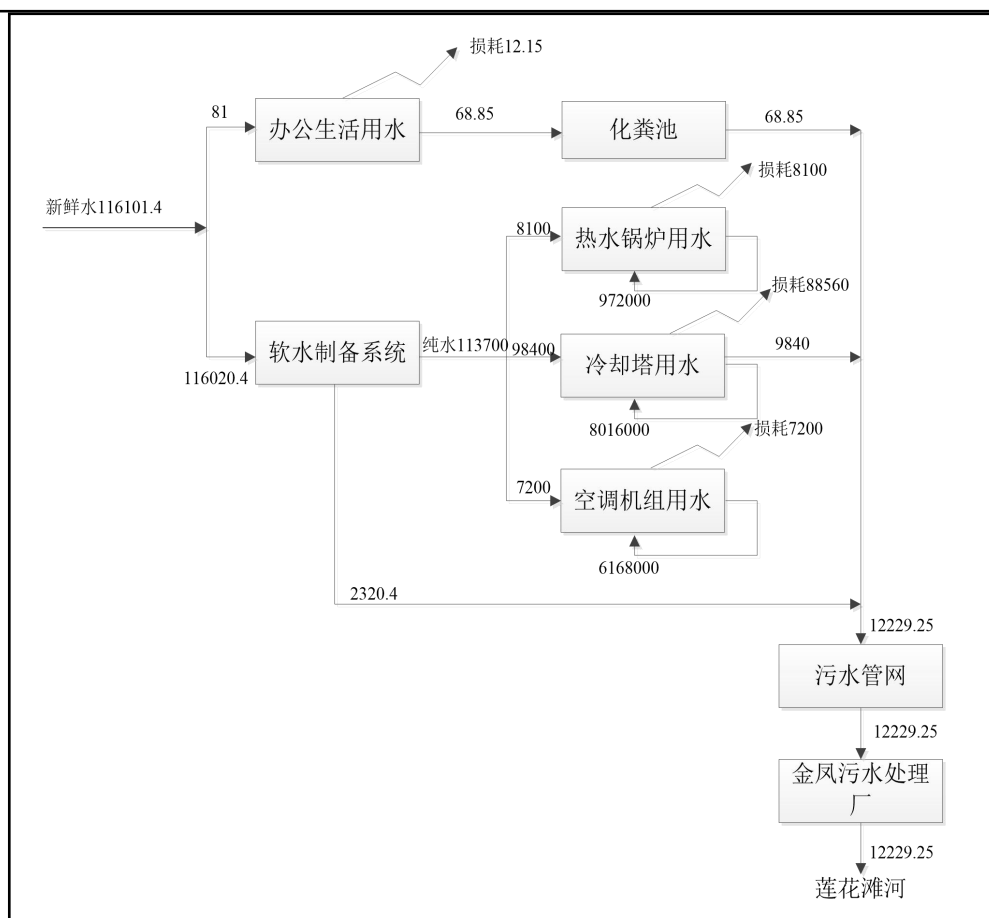 损耗12.15
81
办公生活用水
68.85
化粪池
68.85
新鲜水116101.4
损耗8100
8100
热水锅炉用水
972000
损耗88560
软水制备系统
纯水113700
98400
冷却塔用水
9840
116020.4
8016000
损耗7200
7200
空调机组用水
6168000
2320.4
12229.25
污水管网
12229.25
金凤污水处理
厂
12229.25
莲花滩河